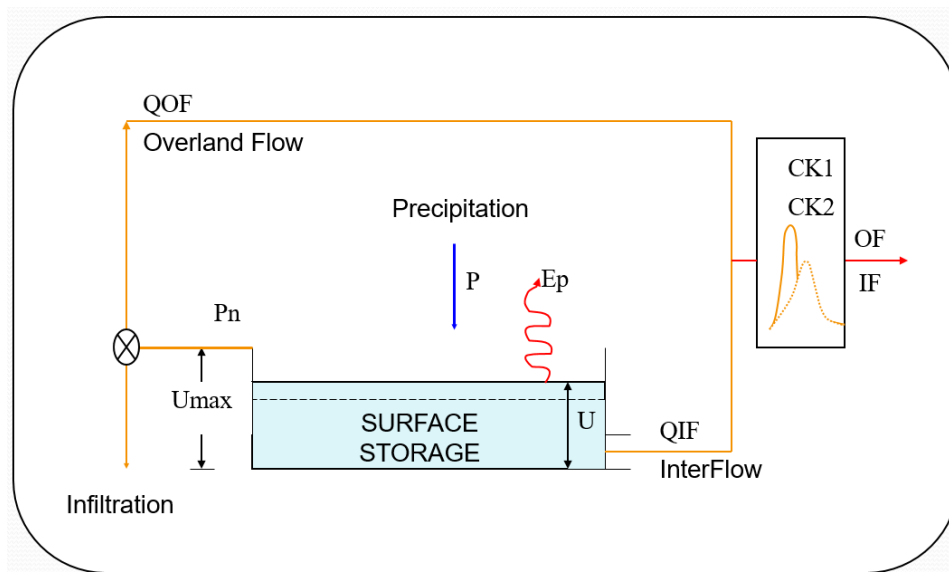 QOF
Overland Flow
CK1
CK2
Precipitation
OF
P
Ep
IF
Pn
Umax
SURFACE
STORAGE
U
QIF
InterFlow
Infiltration